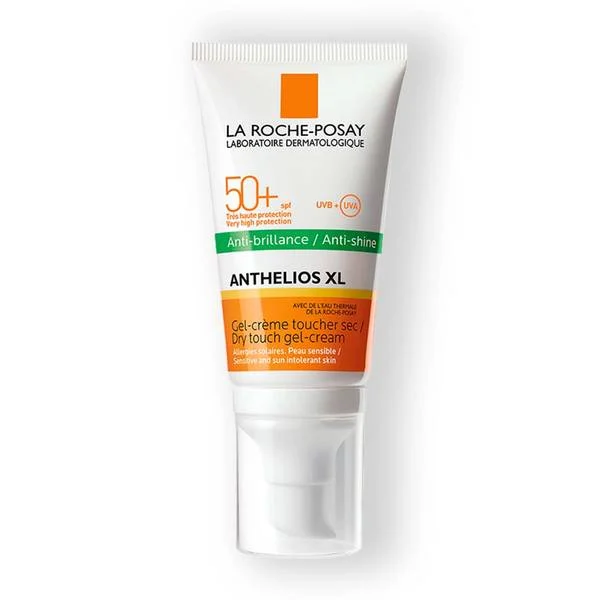 LA ROCHE-POSAY
LABORATOIRE DERMATOLOGIQUE
50+ spf
UVB + UVA
Très haute protection
Very high protection
Anti-brillance / Anti-shine
ANTHELIOS XL
AVEC DE L'EAU THERMALE
DE LA ROCHE-POSAY
Gel-crème toucher sec /
Dry touch gel-cream
Allergies solaires. Peau sensible /
Sensitive and sun intolerant skin